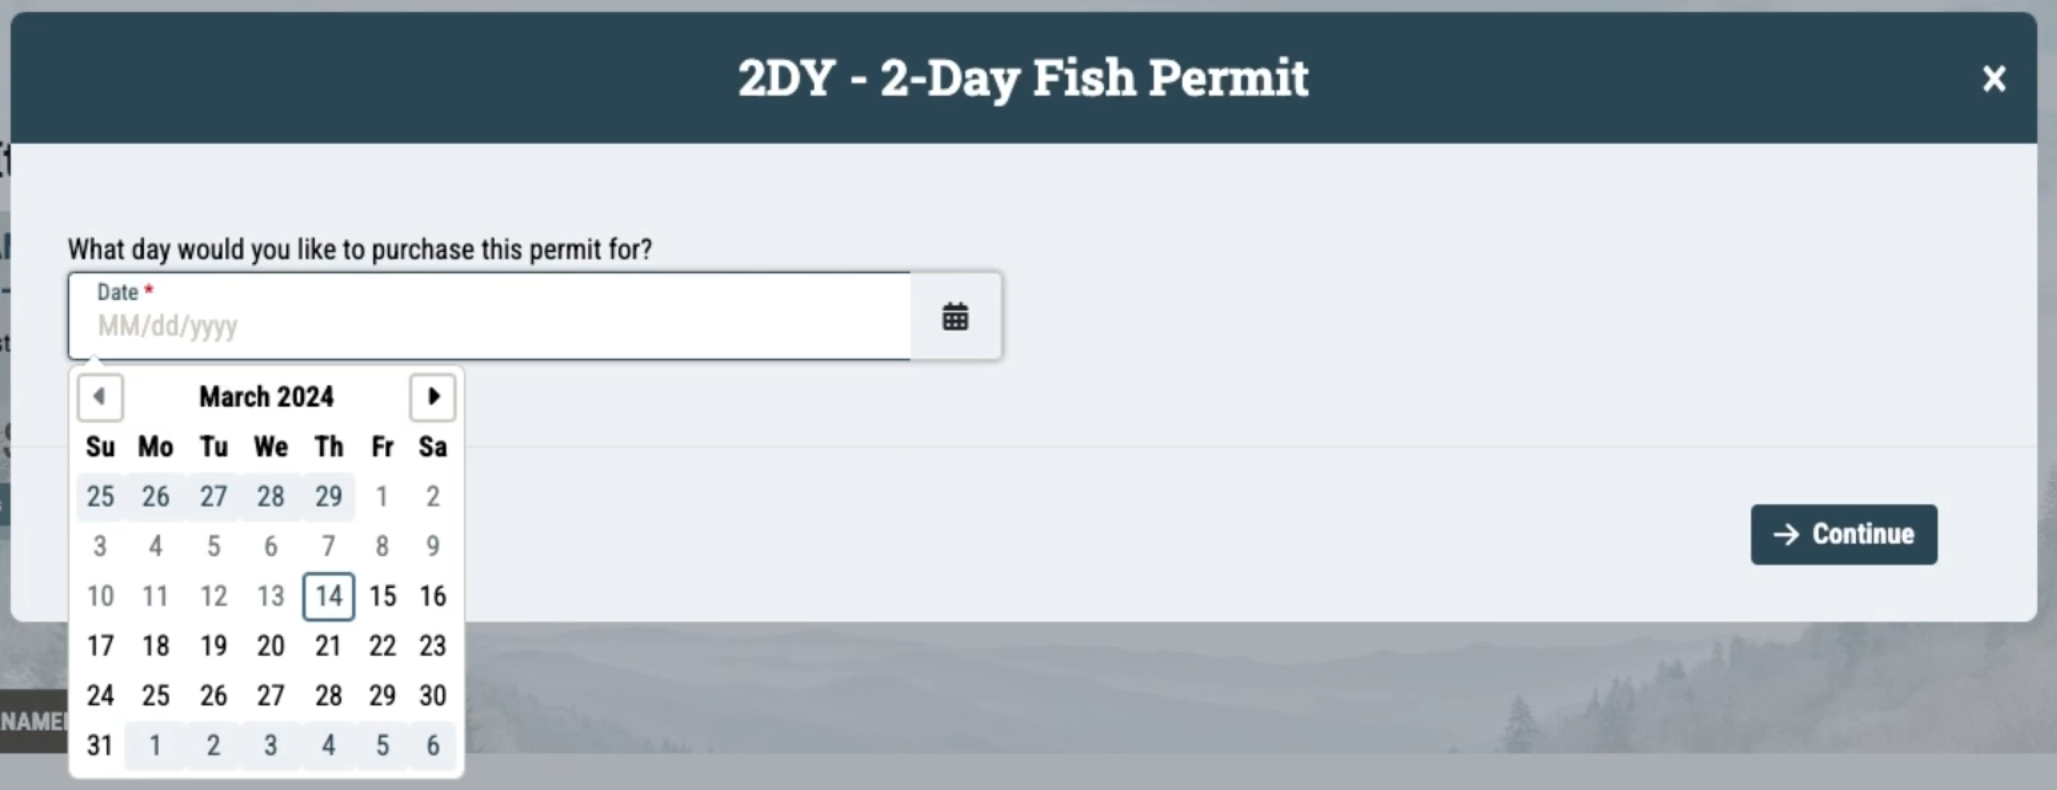 2DY - 2-Day Fish Permit
What day would you like to purchase this permit for?
Date *
MM/dd/yyyy
March 2024
Su Mo Tu We Th Fr Sa
25 26 27 28 29 1 2
3 4 5 6 7 8 9
10 11 12 13 14 15 16
17 18 19 20 21 22 23
24 25 26 27 28 29 30
31 1 2 3 4 5 6
Continue